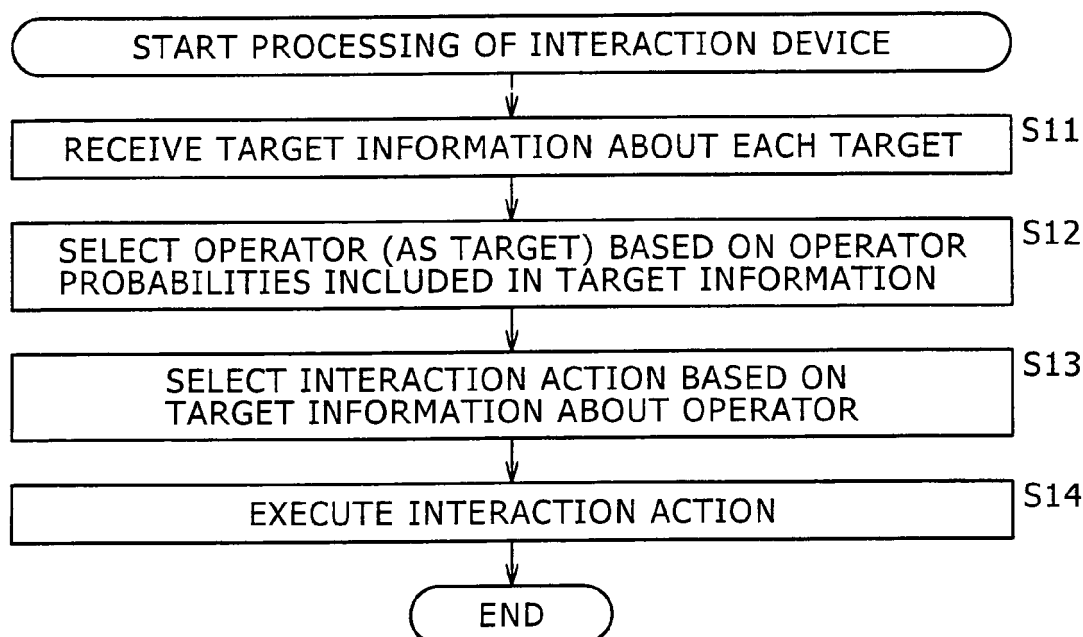 START PROCESSING OF INTERACTION DEVICE
RECEIVE TARGET INFORMATION ABOUT EACH TARGET
S11
SELECT OPERATOR (AS TARGET) BASED ON OPERATOR
PROBABILITIES INCLUDED IN TARGET INFORMATION
S12
SELECT INTERACTION ACTION BASED ON
TARGET INFORMATION ABOUT OPERATOR
S13
EXECUTE INTERACTION ACTION
S14
END